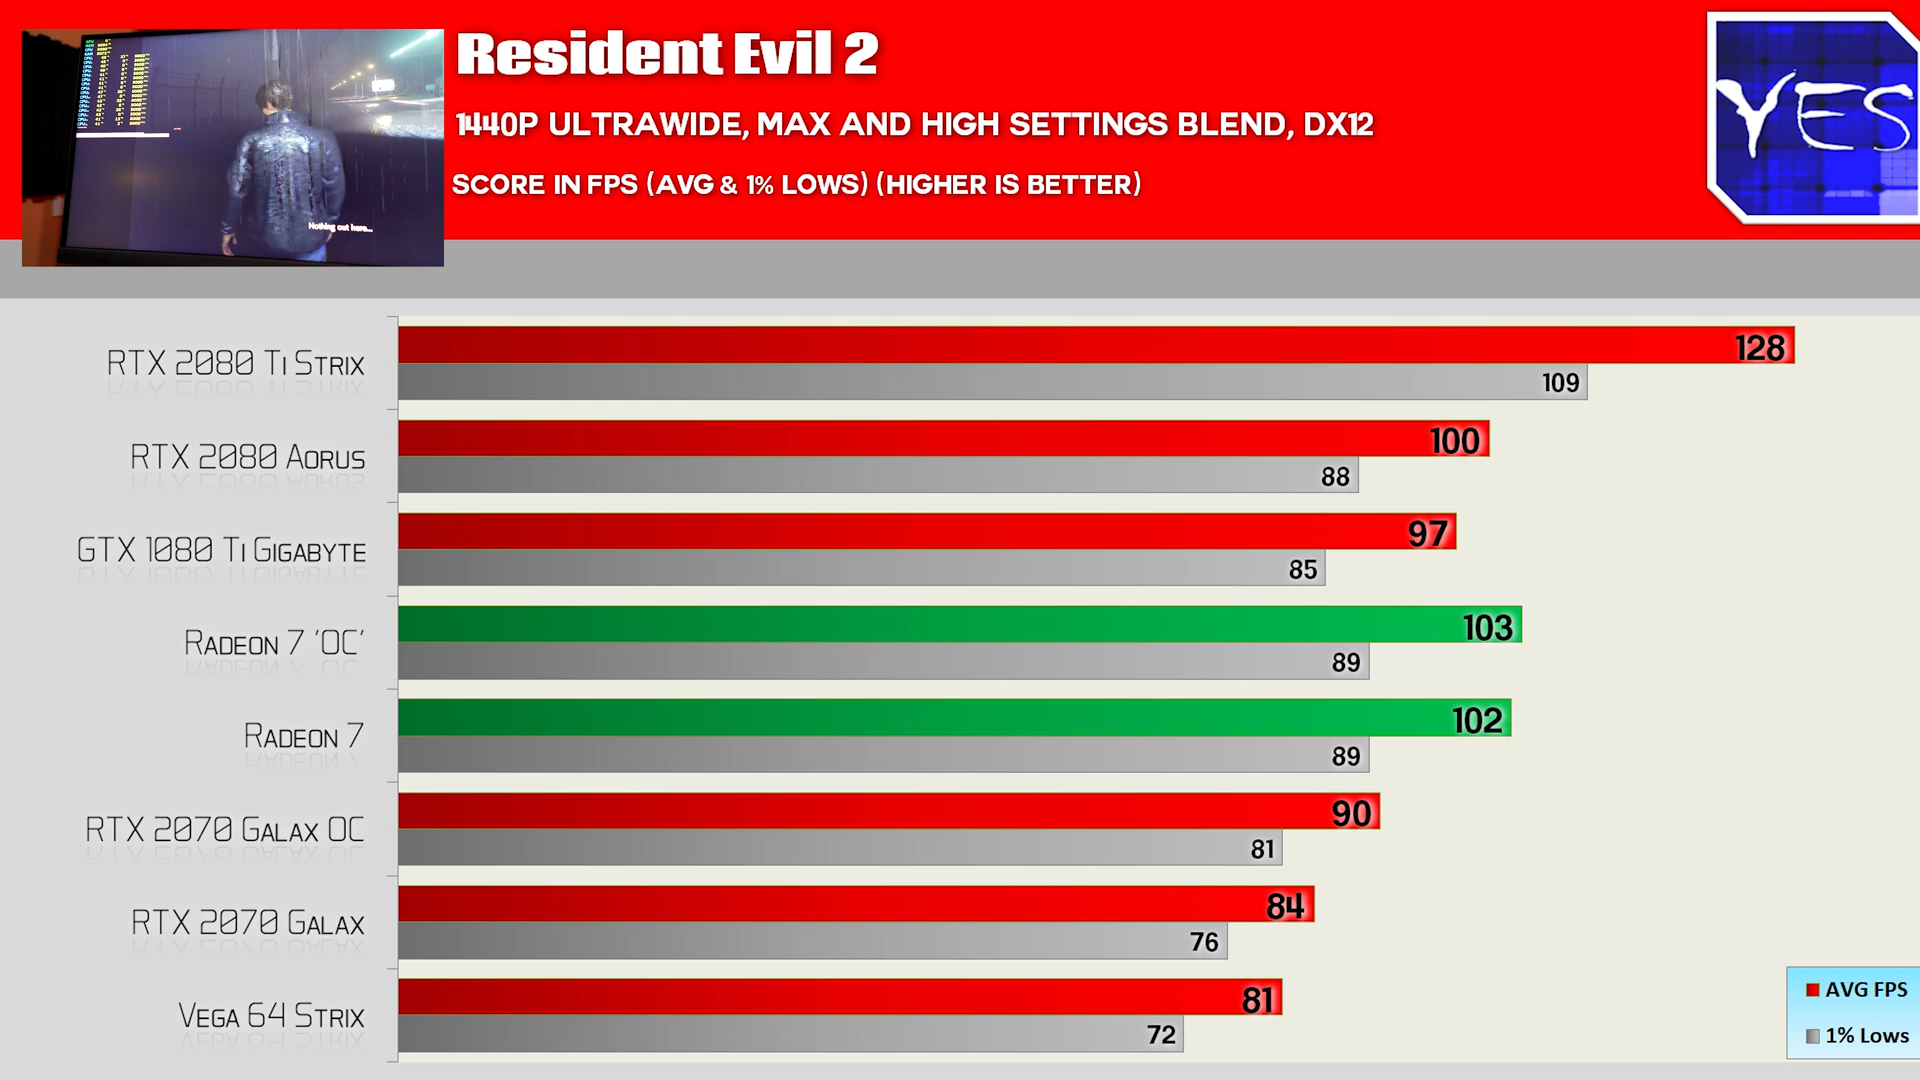 Resident Evil 2
1440P ULTRAWIDE, MAX AND HIGH SETTINGS BLEND, DX12
SCORE IN FPS (AVG & 1% LOWS) (HIGHER IS BETTER)
YES
Nothing out here...
RTX 2080 Ti Strix
128
109
RTX 2080 Aorus
100
88
GTX 1080 Ti Gigabyte
97
85
Radeon 7 'OC'
103
89
Radeon 7
102
89
RTX 2070 Galax OC
90
81
RTX 2070 Galax
84
76
Vega 64 Strix
81
72
AVG FPS
1% Lows